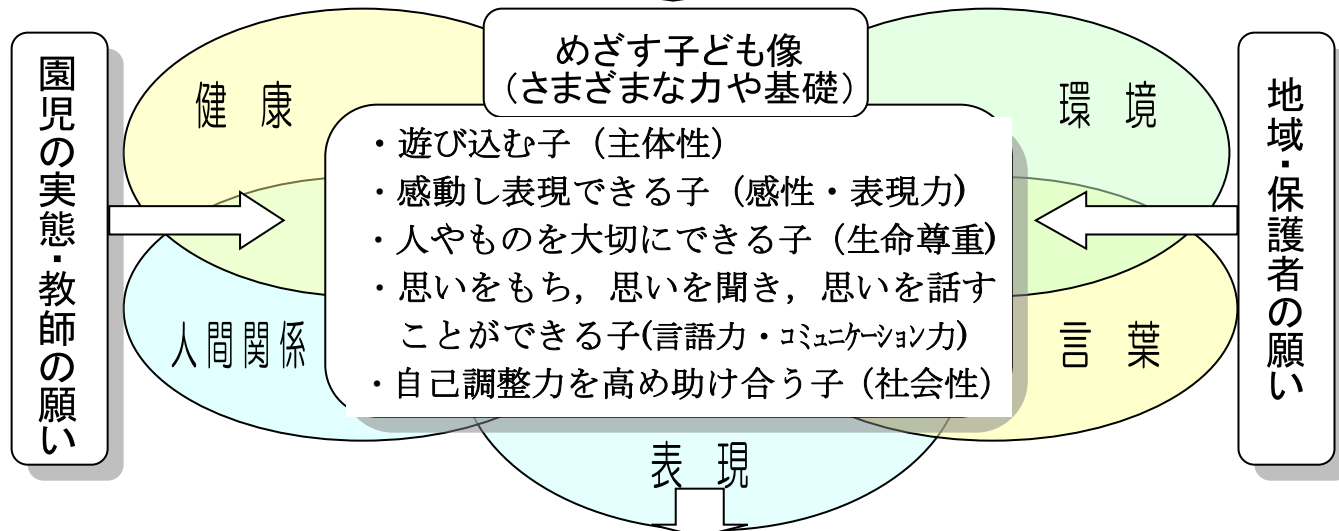 めざす子ども像
（さまざまな力や基礎）
園児の実態・教師の願い
健　康
環　境
地域・保護者の願い
・遊び込む子（主体性）
・感動し表現できる子（感性・表現力）
・人やものを大切にできる子（生命尊重）
・思いをもち，思いを聞き，思いを話す
ことができる子(言語力・ｺﾐｭﾆｹｰｼｮﾝ力)
・自己調整力を高め助け合う子（社会性）
人間関係
言　葉
表　現